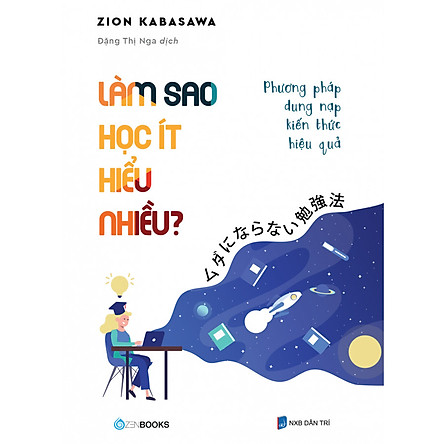 ZION KABASAWA
Đặng Thị Nga dịch
LÀM SAO
HỌC ÍT
HIỂU
NHIỀU?
Phương pháp
dung nạp
kiến thức
hiệu quả
ムダにならない勉強法
ZENBOOKS
NXB DÂN TRÍ